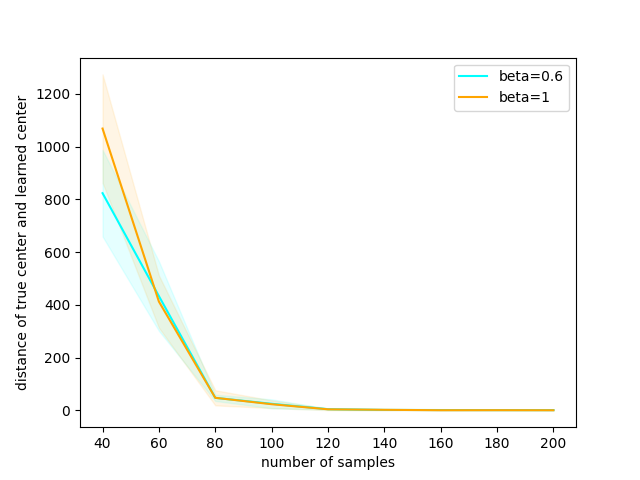 beta=0.6
beta=1
distance of true center and learned center
1200
1000
800
600
400
200
0
40 60 80 100 120 140 160 180 200
number of samples